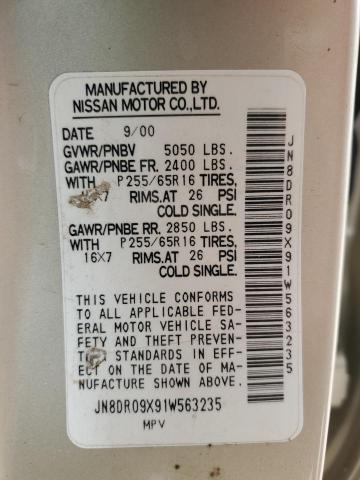 MANUFACTURED BY
NISSAN MOTOR CO.,LTD.
DATE 9/00
GVWR/PNBV 5050 LBS.
GAWR/PNBE FR. 2400 LBS.
WITH P255/65R16 TIRES,
X7 RIMS.AT 26 PSI
COLD SINGLE.
GAWR/PNBE RR. 2850 LBS.
WITH P255/65R16 TIRES,
16X7 RIMS.AT 26 PSI
COLD SINGLE.
THIS VEHICLE CONFORMS
TO ALL APPLICABLE FED-
ERAL MOTOR VEHICLE SA-
FETY AND THEFT PREVEN-
STANDARDS IN EFF-
ECT ON THE DATE OF MA-
NUFACTURE SHOWN ABOVE.
JN8DR09X91W563235
MPV
JN8DR09X91W563235